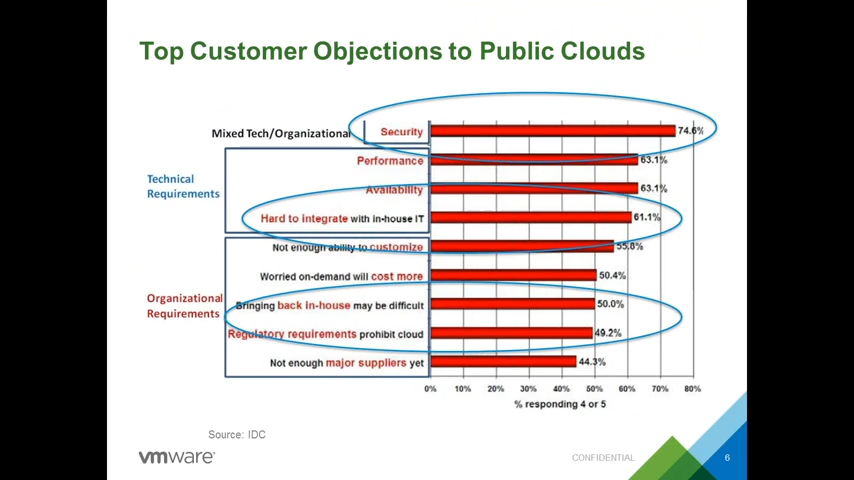 Top Customer Objections to Public Clouds
Mixed Tech/Organizational
Security
74.6%
Technical
Requirements
Performance
63.1%
Availability
63.1%
Hard to integrate with in-house IT
61.1%
Organizational
Requirements
Not enough ability to customize
55.8%
Worried on-demand will cost more
50.4%
Bringing back in-house may be difficult
50.0%
Regulatory requirements prohibit cloud
49.2%
Not enough major suppliers yet
44.3%
0% 10% 20% 30% 40% 50% 60% 70% 80%
% responding 4 or 5
Source: IDC
vmware
CONFIDENTIAL
6